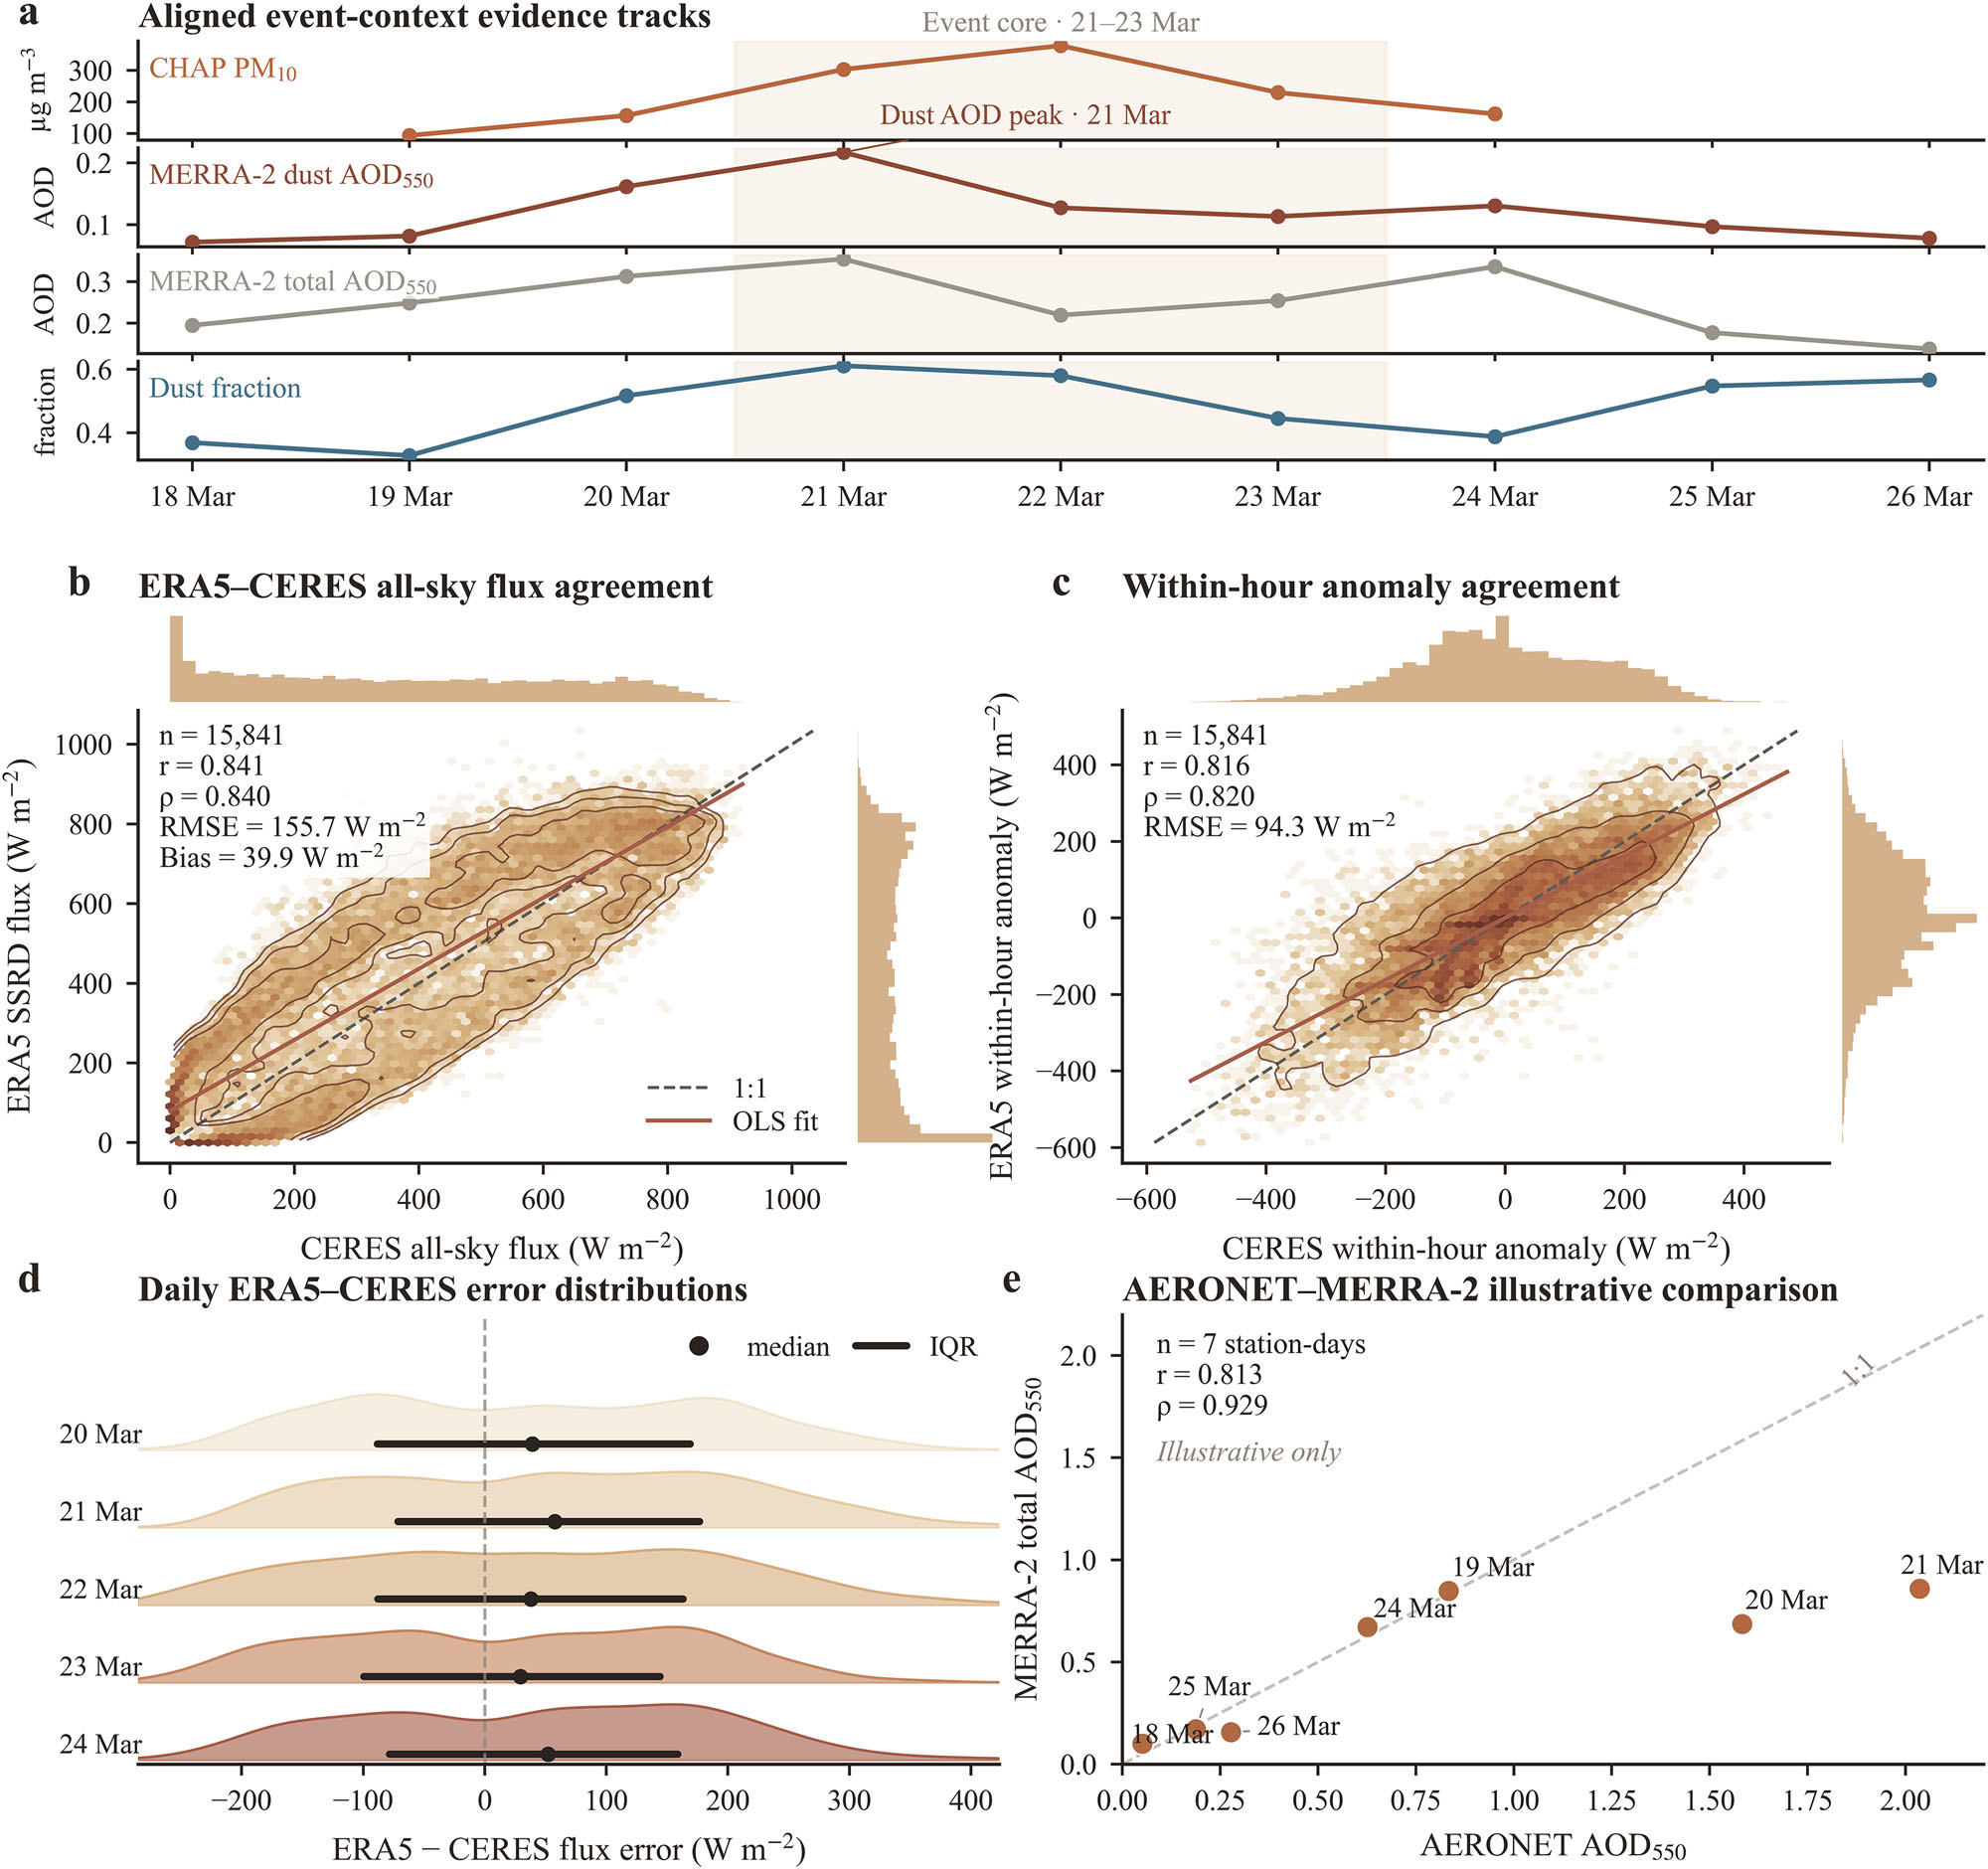 a Aligned event-context evidence tracks
Event core · 21–23 Mar
µg m⁻³
300
200
100
CHAP PM₁₀
Dust AOD peak · 21 Mar
AOD
0.2
0.1
MERRA-2 dust AOD₅₅₀
AOD
0.3
0.2
MERRA-2 total AOD₅₅₀
fraction
0.6
0.4
Dust fraction
18 Mar 19 Mar 20 Mar 21 Mar 22 Mar 23 Mar 24 Mar 25 Mar 26 Mar
b ERA5–CERES all-sky flux agreement
n = 15,841
r = 0.841
ρ = 0.840
RMSE = 155.7 W m⁻²
Bias = 39.9 W m⁻²
ERA5 SSRD flux (W m⁻²)
1000
800
600
400
200
0
1:1
OLS fit
0 200 400 600 800 1000
CERES all-sky flux (W m⁻²)
c Within-hour anomaly agreement
n = 15,841
r = 0.816
ρ = 0.820
RMSE = 94.3 W m⁻²
ERA5 within-hour anomaly (W m⁻²)
400
200
0
−200
−400
−600
−600 −400 −200 0 200 400
CERES within-hour anomaly (W m⁻²)
d Daily ERA5–CERES error distributions
median IQR
20 Mar
21 Mar
22 Mar
23 Mar
24 Mar
−200 −100 0 100 200 300 400
ERA5 − CERES flux error (W m⁻²)
e AERONET–MERRA-2 illustrative comparison
n = 7 station-days
r = 0.813
ρ = 0.929
Illustrative only
1:1
MERRA-2 total AOD₅₅₀
2.0
1.5
1.0
0.5
0.0
19 Mar
21 Mar
24 Mar
20 Mar
25 Mar
18 Mar
26 Mar
0.00 0.25 0.50 0.75 1.00 1.25 1.50 1.75 2.00
AERONET AOD₅₅₀